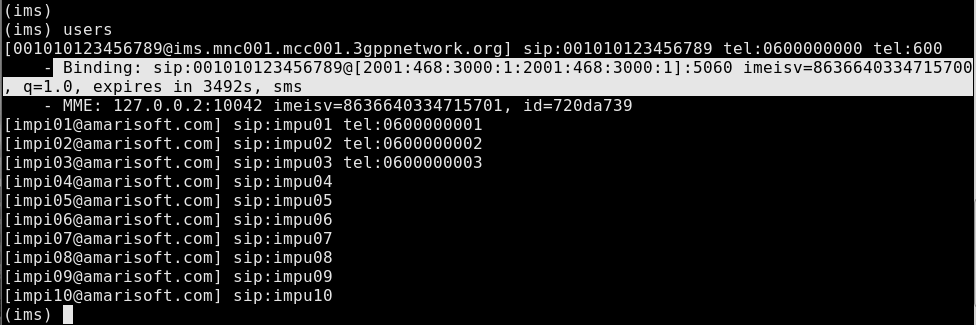 (ims)
(ims) users
[001010123456789@ims.mnc001.mcc001.3gppnetwork.org] sip:001010123456789 tel:0600000000 tel:600
- Binding: sip:001010123456789@[2001:468:3000:1:2001:468:3000:1]:5060 imeisv=8636640334715700
, q=1.0, expires in 3492s, sms
- MME: 127.0.0.2:10042 imeisv=8636640334715701, id=720da739
[impi01@amarisoft.com] sip:impu01 tel:0600000001
[impi02@amarisoft.com] sip:impu02 tel:0600000002
[impi03@amarisoft.com] sip:impu03 tel:0600000003
[impi04@amarisoft.com] sip:impu04
[impi05@amarisoft.com] sip:impu05
[impi06@amarisoft.com] sip:impu06
[impi07@amarisoft.com] sip:impu07
[impi08@amarisoft.com] sip:impu08
[impi09@amarisoft.com] sip:impu09
[impi10@amarisoft.com] sip:impu10
(ims)